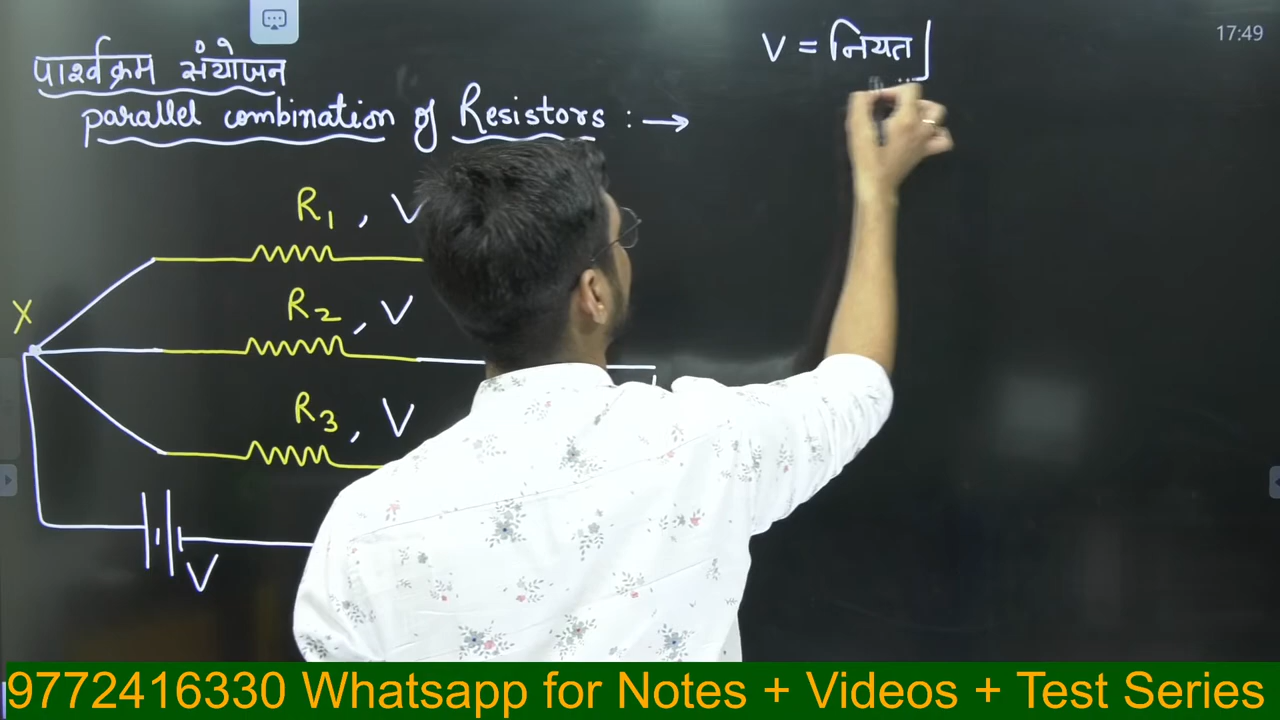 पार्श्वक्रम संयोजन
parallel combination of Resistors : →
V = नियत
17:49
R1 , V
X
R2 , V
R3 , V
V
9772416330 Whatsapp for Notes + Videos + Test Series